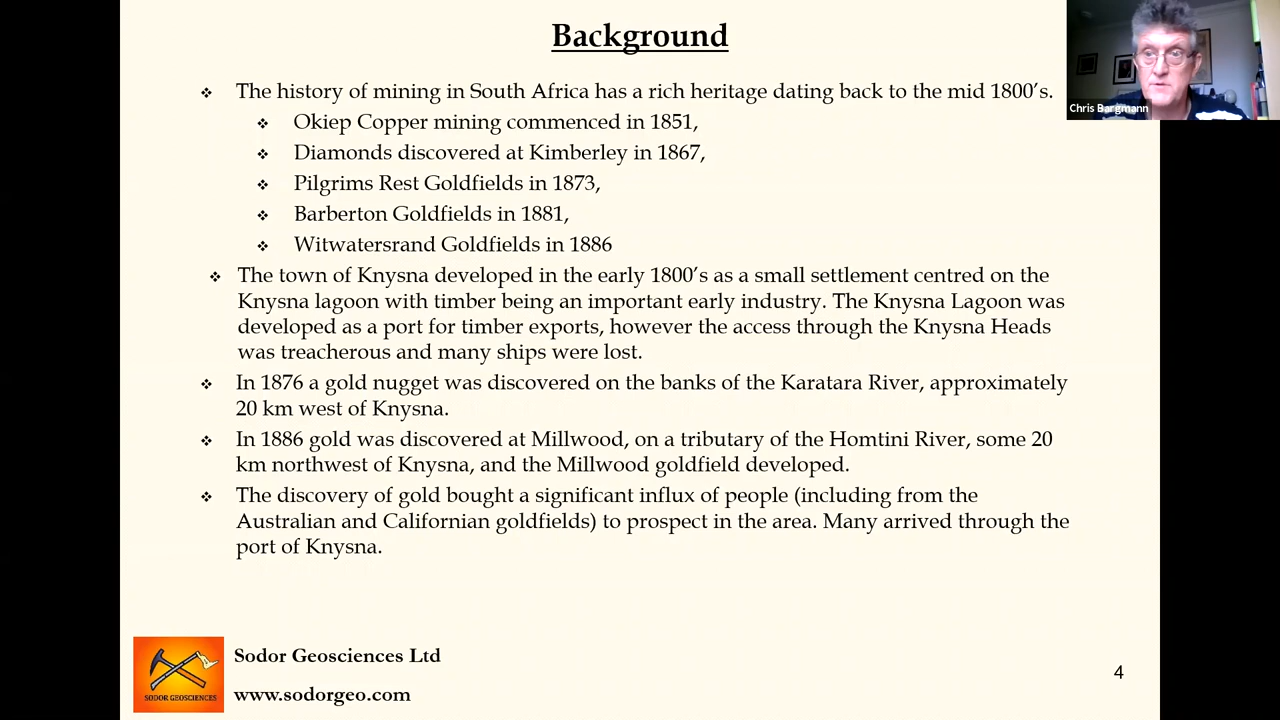 Background
The history of mining in South Africa has a rich heritage dating back to the mid 1800's.
Okiep Copper mining commenced in 1851,
Diamonds discovered at Kimberley in 1867,
Pilgrims Rest Goldfields in 1873,
Barberton Goldfields in 1881,
Witwatersrand Goldfields in 1886
The town of Knysna developed in the early 1800's as a small settlement centred on the
Knysna lagoon with timber being an important early industry. The Knysna Lagoon was
developed as a port for timber exports, however the access through the Knysna Heads
was treacherous and many ships were lost.
In 1876 a gold nugget was discovered on the banks of the Karatara River, approximately
20 km west of Knysna.
In 1886 gold was discovered at Millwood, on a tributary of the Homtini River, some 20
km northwest of Knysna, and the Millwood goldfield developed.
The discovery of gold bought a significant influx of people (including from the
Australian and Californian goldfields) to prospect in the area. Many arrived through the
port of Knysna.
Chris Bargmann
SODOR GEOSCIENCES
Sodor Geosciences Ltd
www.sodorgeo.com
4